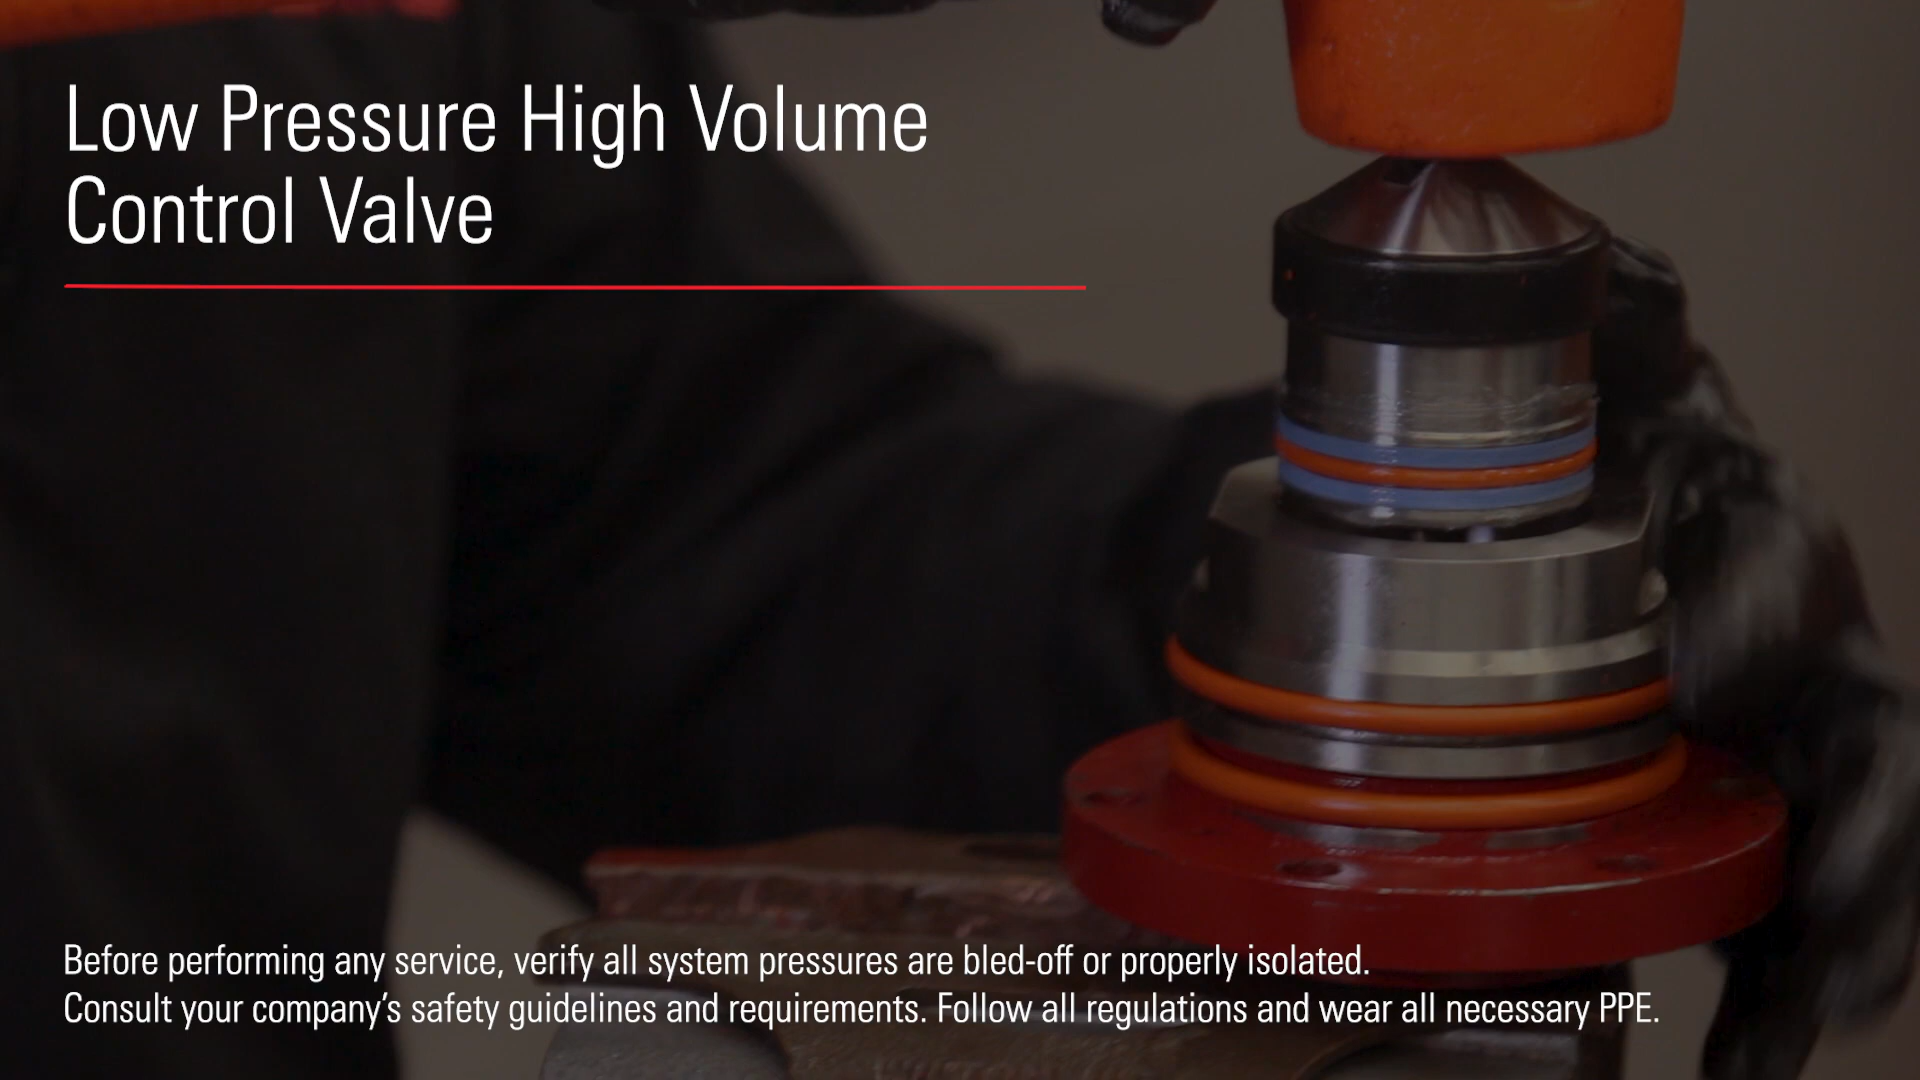 Low Pressure High Volume
Control Valve
Before performing any service, verify all system pressures are bled-off or properly isolated.
Consult your company’s safety guidelines and requirements. Follow all regulations and wear all necessary PPE.